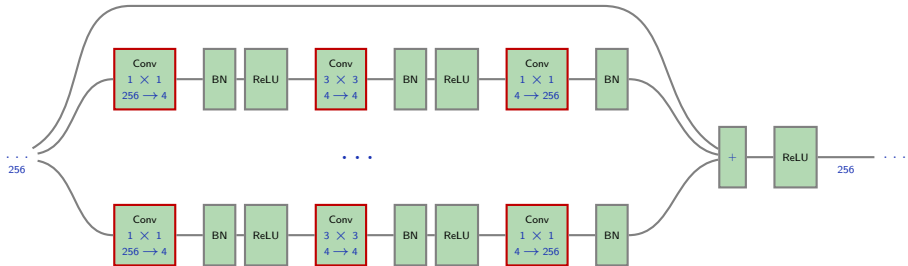 Conv
1 × 1
256 → 4
BN
ReLU
Conv
3 × 3
4 → 4
BN
ReLU
Conv
1 × 1
4 → 256
BN
. . .
256
. . .
+
ReLU
256
. . .
Conv
1 × 1
256 → 4
BN
ReLU
Conv
3 × 3
4 → 4
BN
ReLU
Conv
1 × 1
4 → 256
BN